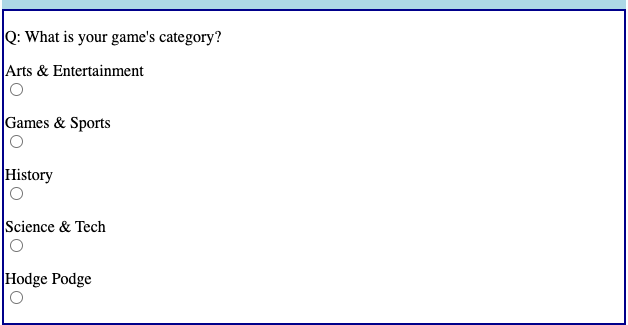 Q: What is your game's category?
Arts & Entertainment
Games & Sports
History
Science & Tech
Hodge Podge